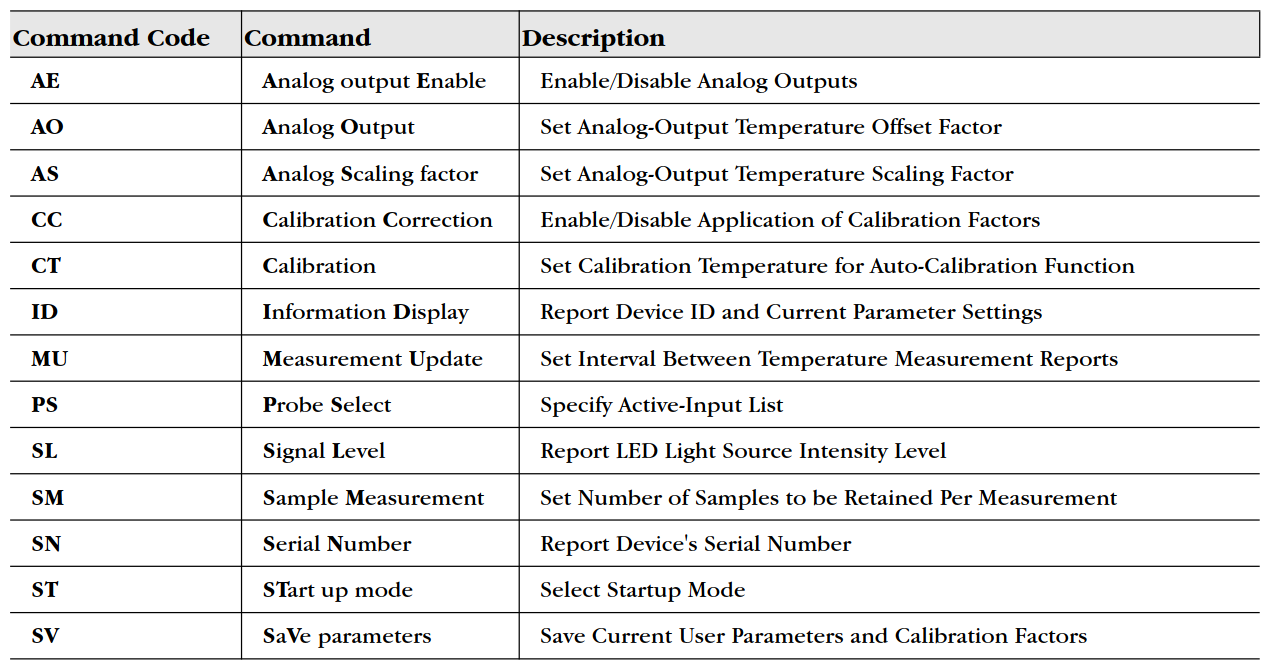 Command Code Command Description
AE Analog output Enable Enable/Disable Analog Outputs
AO Analog Output Set Analog-Output Temperature Offset Factor
AS Analog Scaling factor Set Analog-Output Temperature Scaling Factor
CC Calibration Correction Enable/Disable Application of Calibration Factors
CT Calibration Set Calibration Temperature for Auto-Calibration Function
ID Information Display Report Device ID and Current Parameter Settings
MU Measurement Update Set Interval Between Temperature Measurement Reports
PS Probe Select Specify Active-Input List
SL Signal Level Report LED Light Source Intensity Level
SM Sample Measurement Set Number of Samples to be Retained Per Measurement
SN Serial Number Report Device's Serial Number
ST STart up mode Select Startup Mode
SV SaVe parameters Save Current User Parameters and Calibration Factors